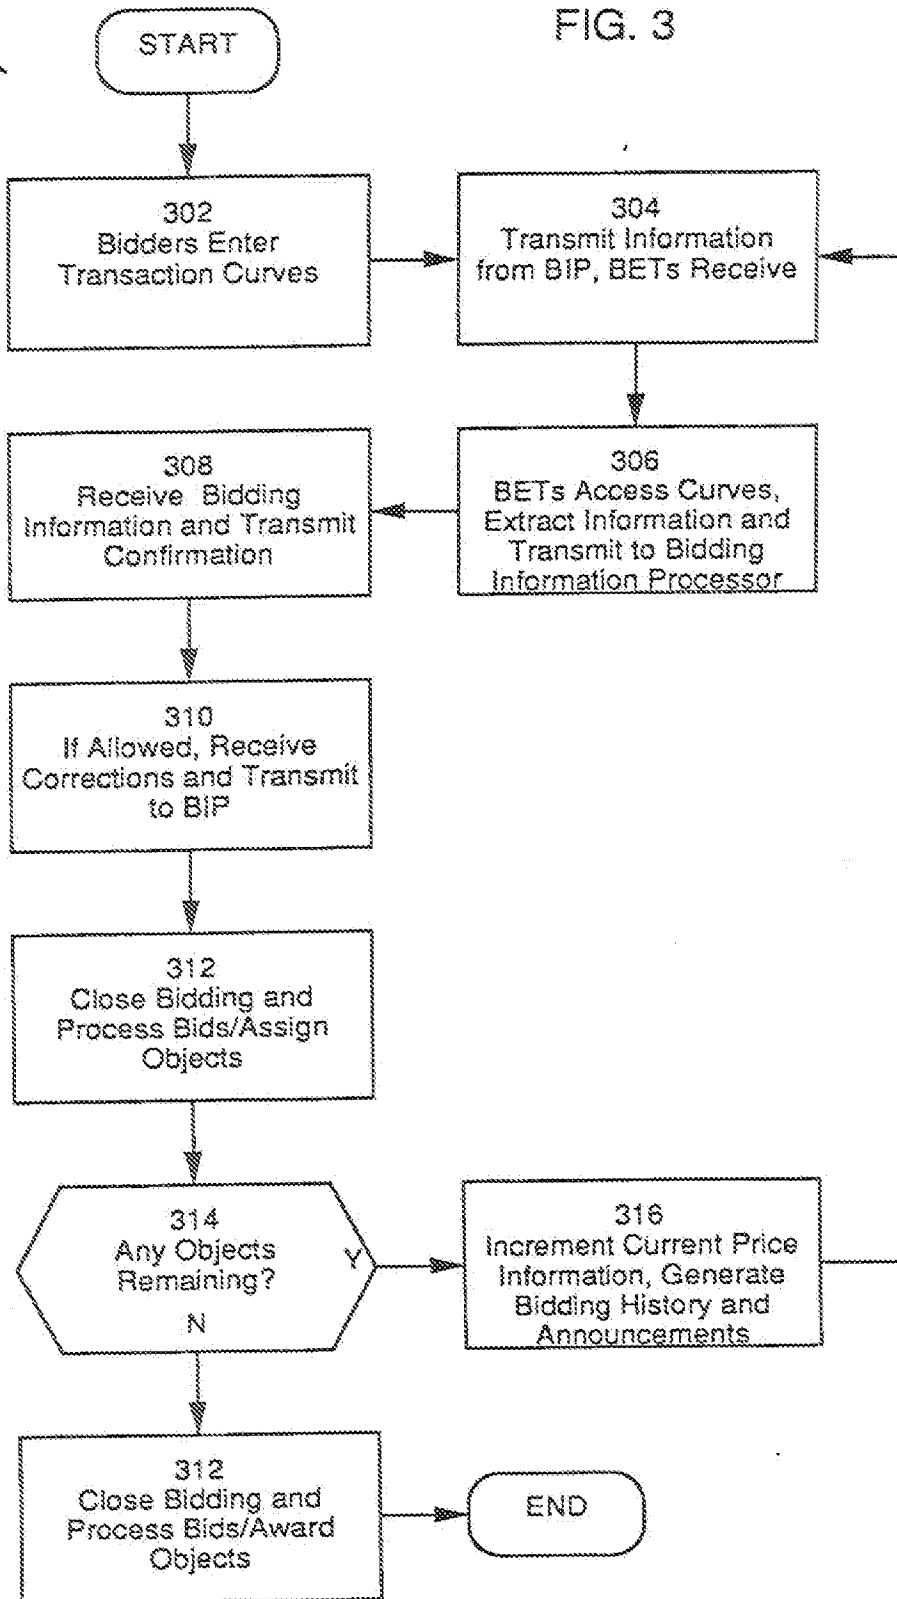 FIG. 3
START
302
Bidders Enter
Transaction Curves
304
Transmit Information
from BIP, BETs Receive
306
BETs Access Curves,
Extract Information and
Transmit to Bidding
Information Processor
308
Receive Bidding
Information and Transmit
Confirmation
310
If Allowed, Receive
Corrections and Transmit
to BIP
312
Close Bidding and
Process Bids/Assign
Objects
314
Any Objects
Remaining?
Y
N
316
Increment Current Price
Information, Generate
Bidding History and
Announcements
312
Close Bidding and
Process Bids/Award
Objects
END